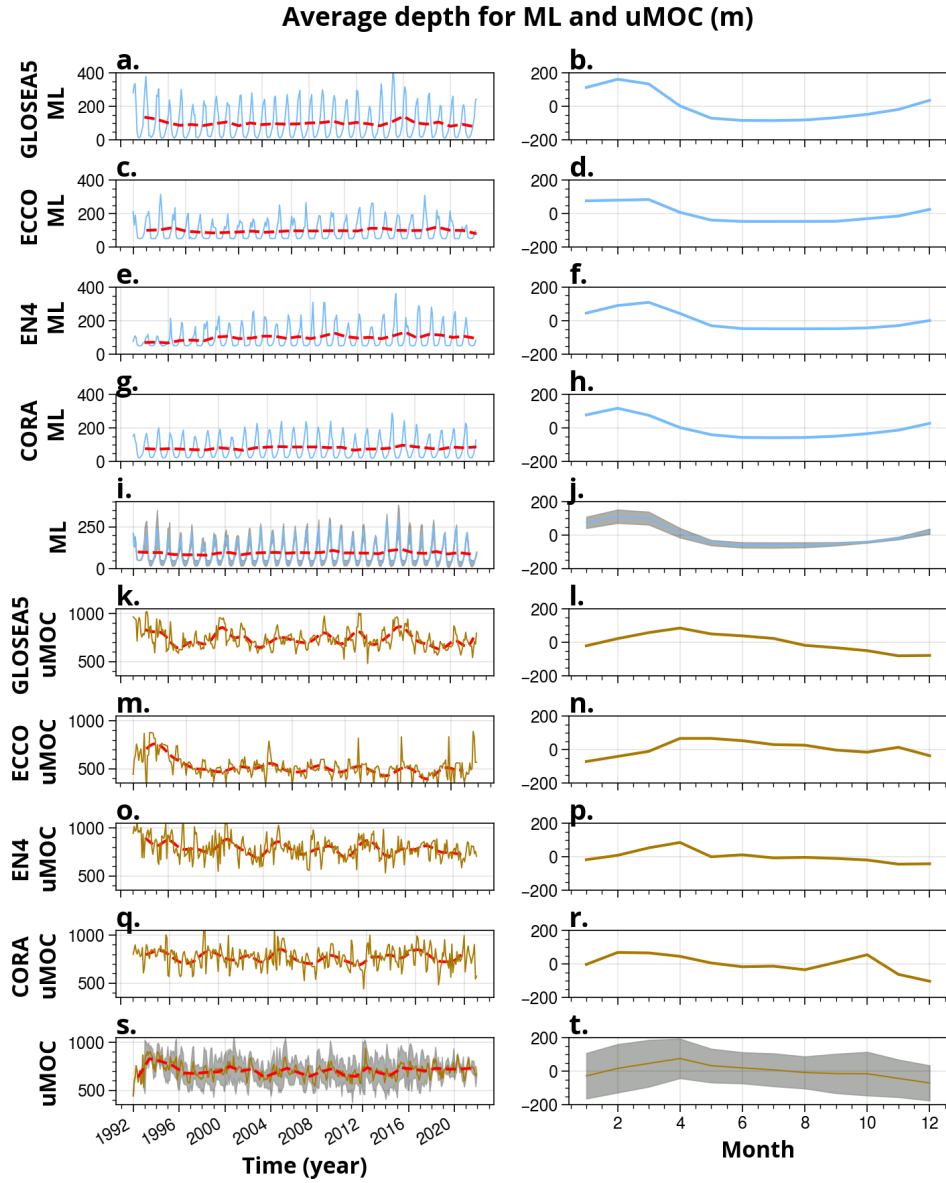 Average depth for ML and uMOC (m)
a.
b.
GLOSEA5
ML
400
200
0
200
0
−200
c.
d.
ECCO
ML
400
200
0
200
0
−200
e.
f.
EN4
ML
400
200
0
200
0
−200
g.
h.
CORA
ML
400
200
0
200
0
−200
i.
j.
ML
250
0
200
0
−200
k.
l.
GLOSEA5
uMOC
1000
500
200
0
−200
m.
n.
ECCO
uMOC
1000
500
200
0
−200
o.
p.
EN4
uMOC
1000
500
200
0
−200
q.
r.
CORA
uMOC
1000
500
200
0
−200
s.
t.
uMOC
1000
500
200
0
−200
1992 1996 2000 2004 2008 2012 2016 2020
2 4 6 8 10 12
Time (year)
Month